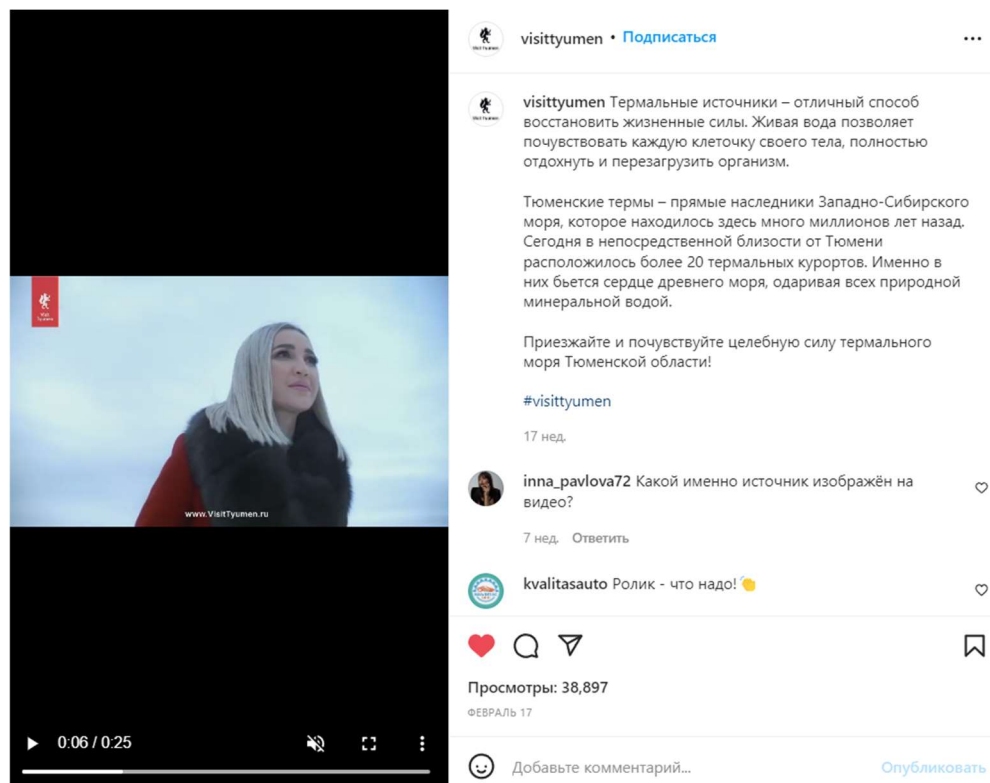 visittyumen • Подписаться
visittyumen Термальные источники – отличный способ
восстановить жизненные силы. Живая вода позволяет
почувствовать каждую клеточку своего тела, полностью
отдохнуть и перезагрузить организм.
Тюменские термы – прямые наследники Западно-Сибирского
моря, которое находилось здесь много миллионов лет назад.
Сегодня в непосредственной близости от Тюмени
расположилось более 20 термальных курортов. Именно в
них бьется сердце древнего моря, одаривая всех природной
минеральной водой.
Приезжайте и почувствуйте целебную силу термального
моря Тюменской области!
#visittyumen
17 нед.
inna_pavlova72 Какой именно источник изображён на
видео?
7 нед. Ответить
kvalitasauto Ролик - что надо!👏
Просмотры: 38,897
ФЕВРАЛЬ 17
Добавьте комментарий... Опубликовать
Visit
Tyumen
www.VisitTyumen.ru
0:06 / 0:25